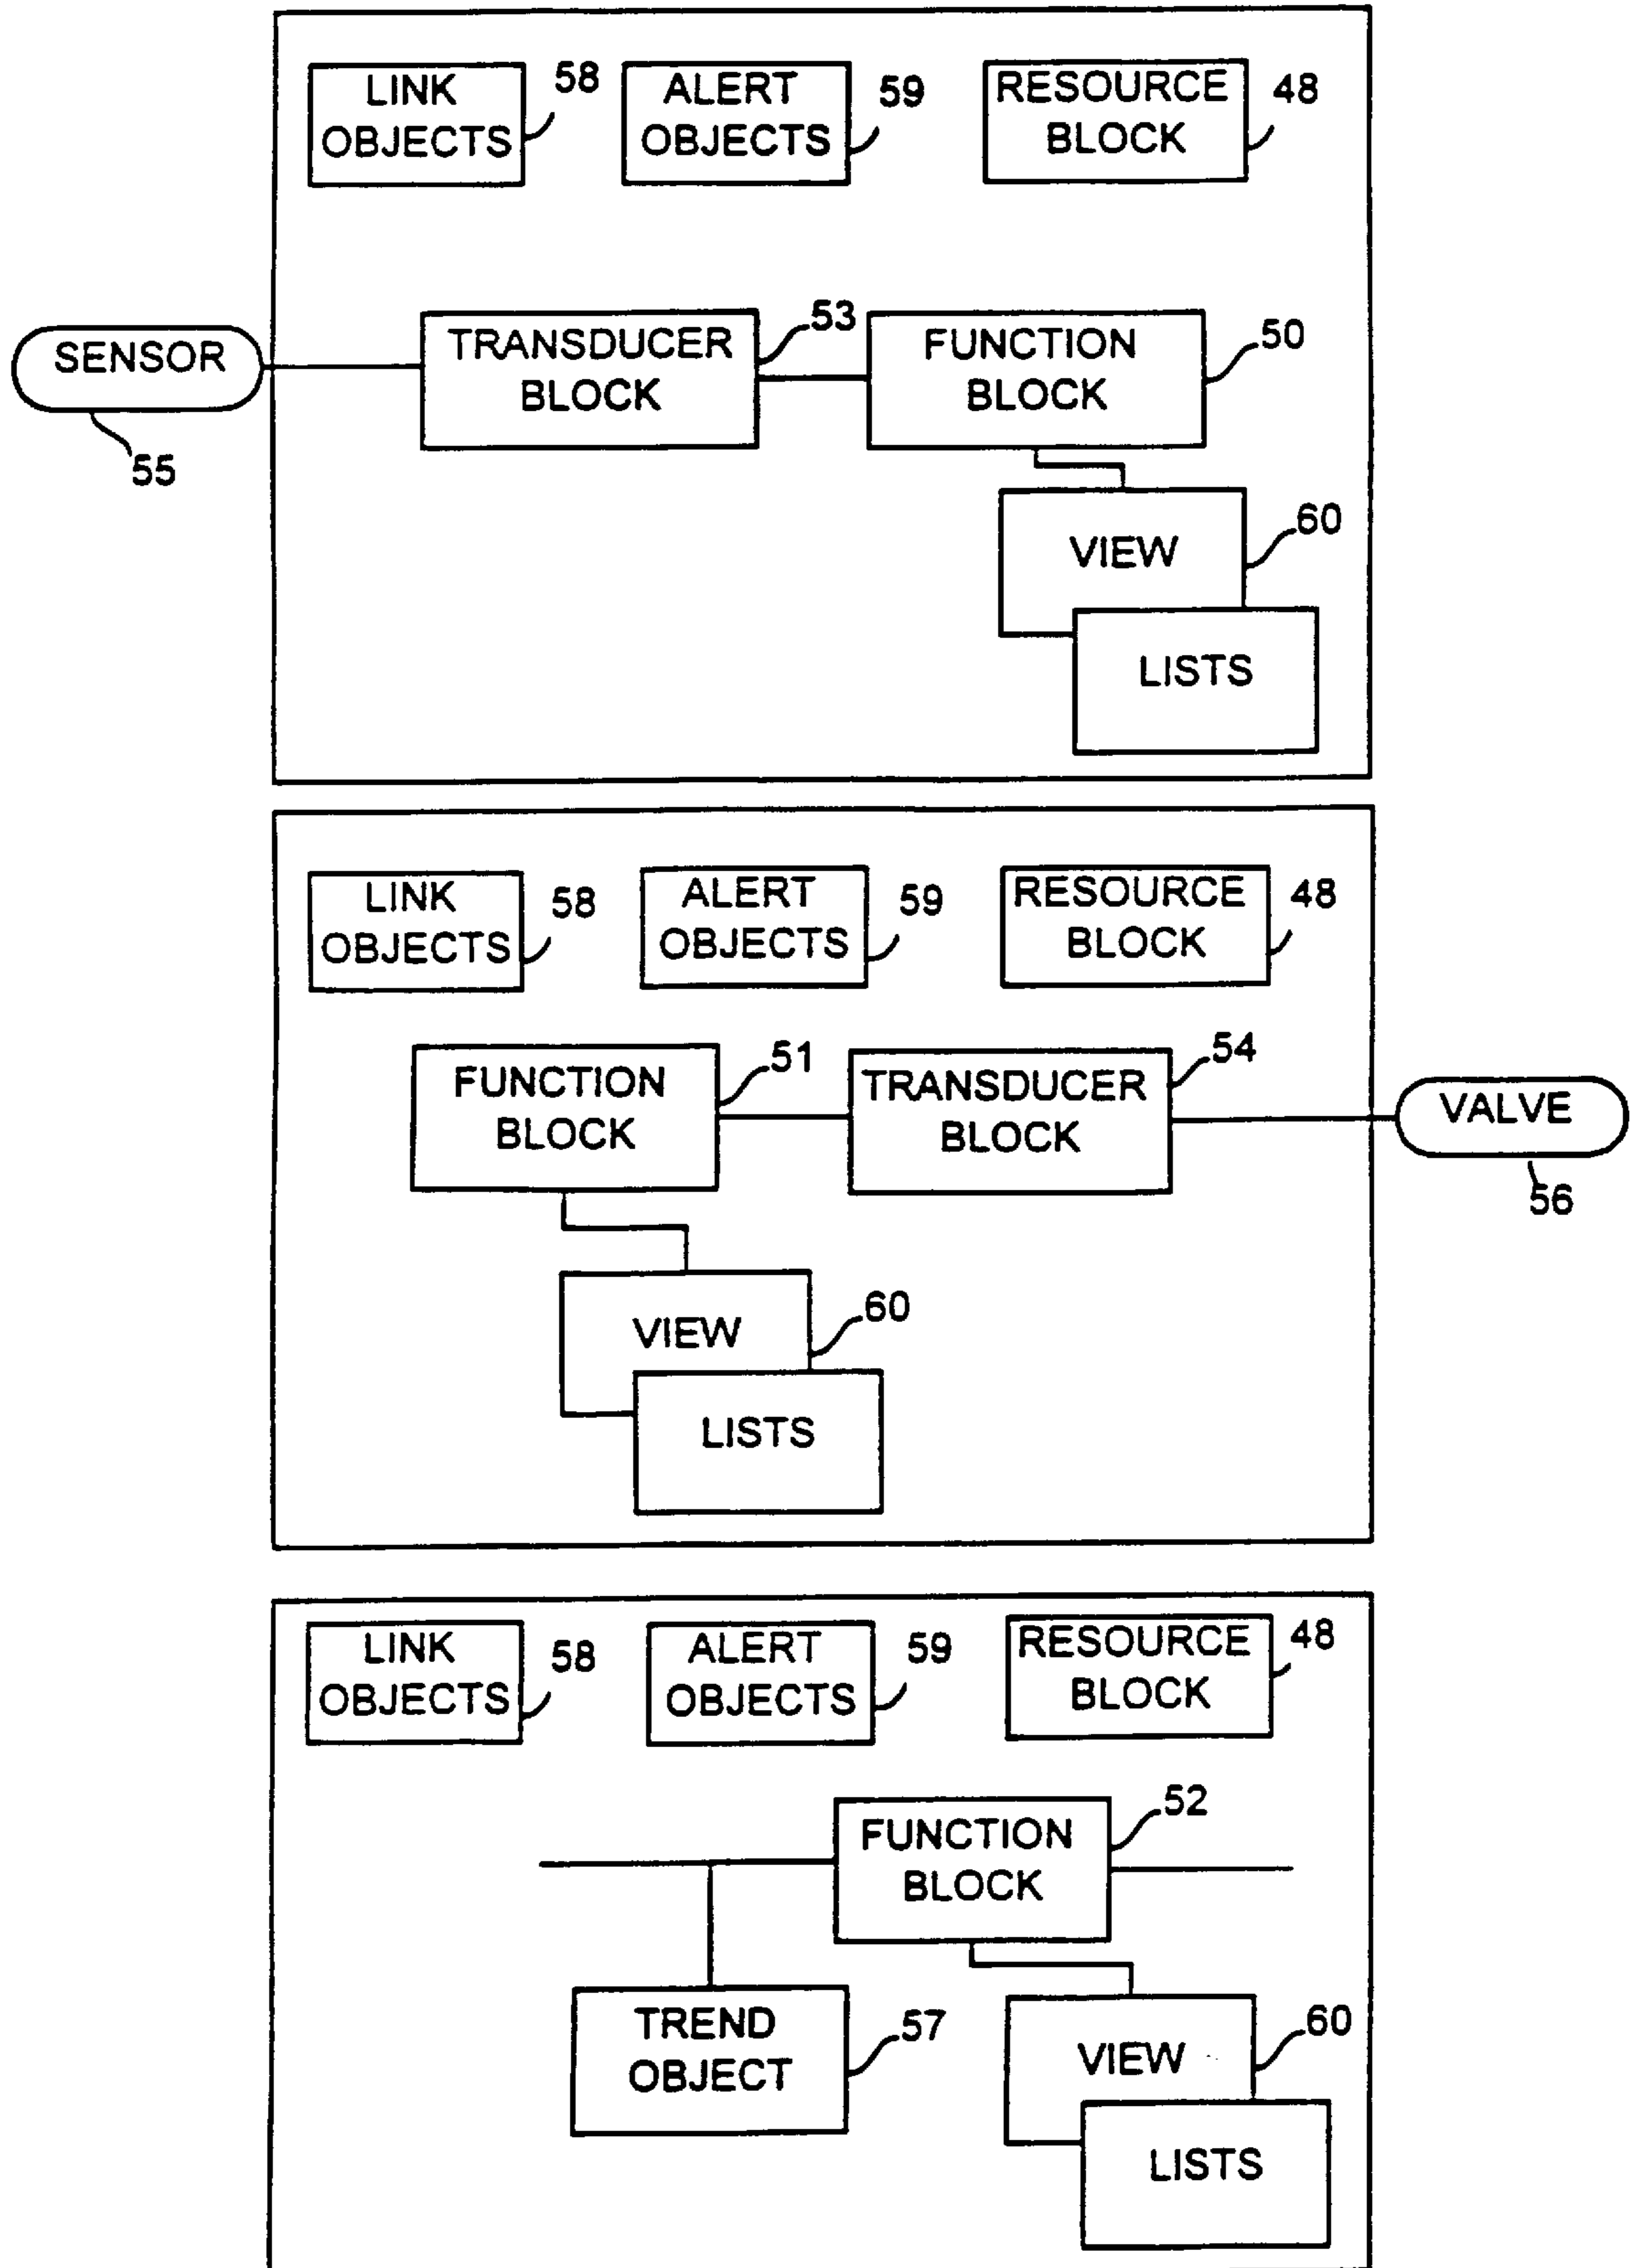 LINK
OBJECTS
58
ALERT
OBJECTS
59
RESOURCE
BLOCK
48
SENSOR
55
TRANSDUCER
BLOCK
53
FUNCTION
BLOCK
50
VIEW
60
LISTS
LINK
OBJECTS
58
ALERT
OBJECTS
59
RESOURCE
BLOCK
48
FUNCTION
BLOCK
51
TRANSDUCER
BLOCK
54
VALVE
56
VIEW
60
LISTS
LINK
OBJECTS
58
ALERT
OBJECTS
59
RESOURCE
BLOCK
48
FUNCTION
BLOCK
52
TREND
OBJECT
57
VIEW
60
LISTS